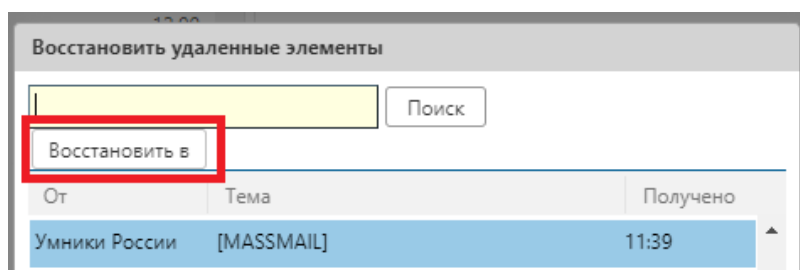 Восстановить удаленные элементы
Поиск
Восстановить в
От Тема Получено
Умники России [MASSMAIL] 11:39